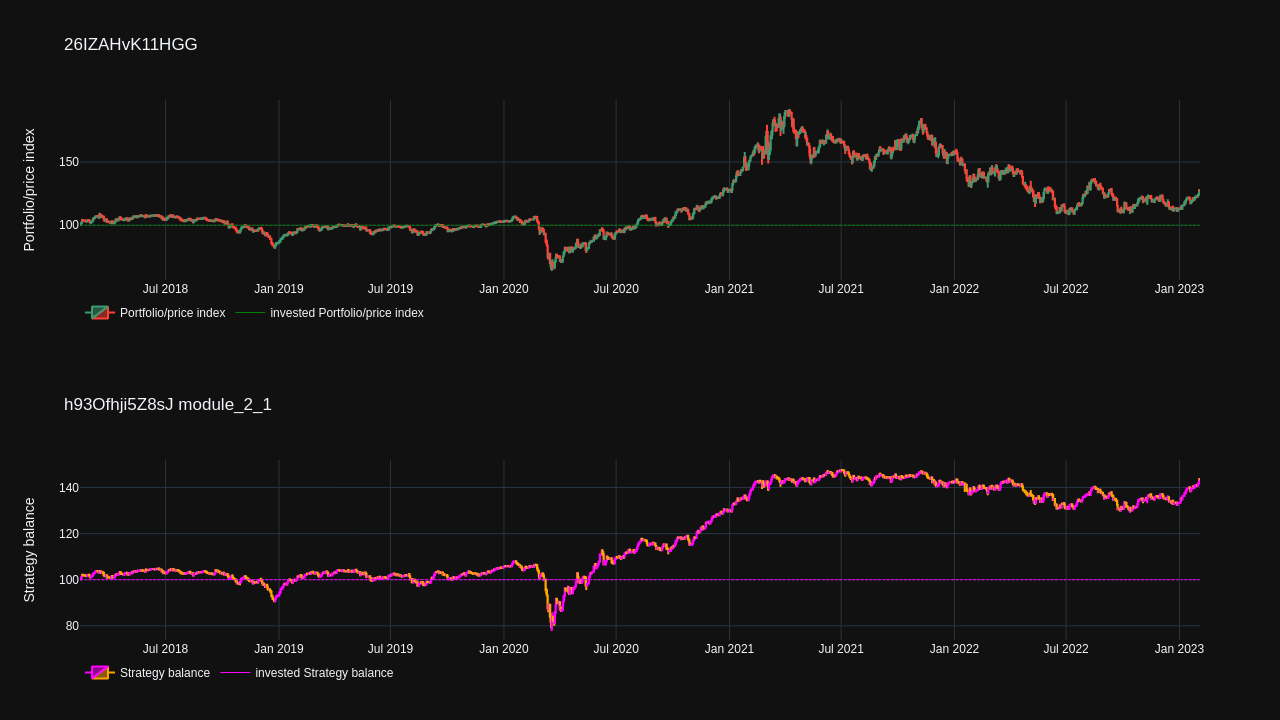 26IZAHvK11HGG
Portfolio/price index
150
100
Jul 2018 Jan 2019 Jul 2019 Jan 2020 Jul 2020 Jan 2021 Jul 2021 Jan 2022 Jul 2022 Jan 2023
Portfolio/price index invested Portfolio/price index
h93Ofhji5Z8sJ module_2_1
Strategy balance
140
120
100
80
Jul 2018 Jan 2019 Jul 2019 Jan 2020 Jul 2020 Jan 2021 Jul 2021 Jan 2022 Jul 2022 Jan 2023
Strategy balance invested Strategy balance